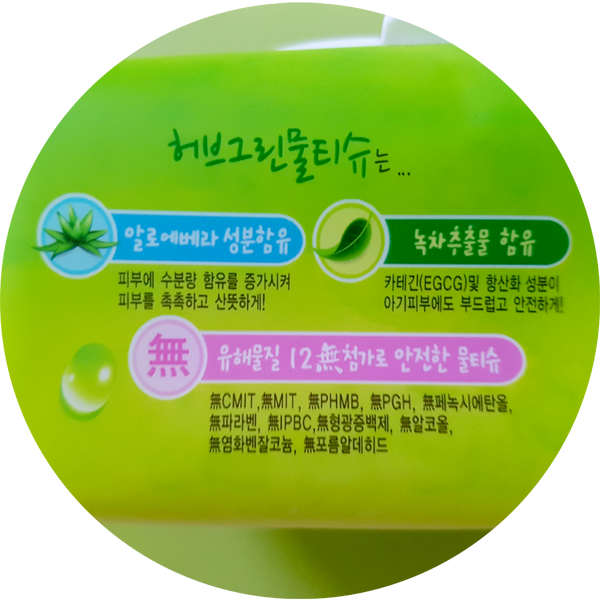 허브그린물티슈는...
알로에베라 성분함유
피부에 수분량 함유를 증가시켜
피부를 촉촉하고 산뜻하게!
녹차추출물 함유
카테긴(EGCG)및 항산화 성분이
아기피부에도 부드럽고 안전하게!
無 유해물질 12無첨가로 안전한 물티슈
無CMIT,無MIT, 無PHMB, 無PGH, 無페녹시에탄올,
無파라벤, 無IPBC,無형광증백제, 無알코올,
無염화벤잘코늄, 無포름알데히드